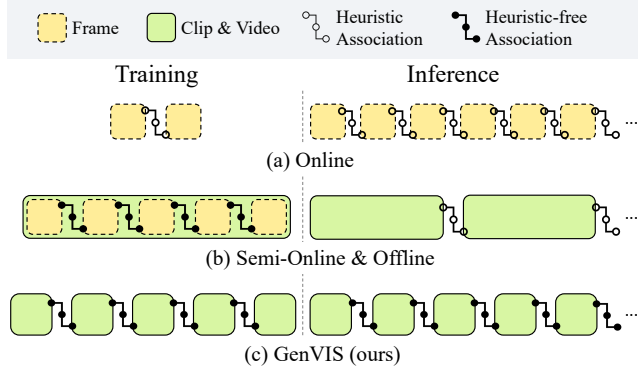 Frame
Clip & Video
Heuristic
Association
Heuristic-free
Association
Training
Inference
...
(a) Online
...
(b) Semi-Online & Offline
...
(c) GenVIS (ours)